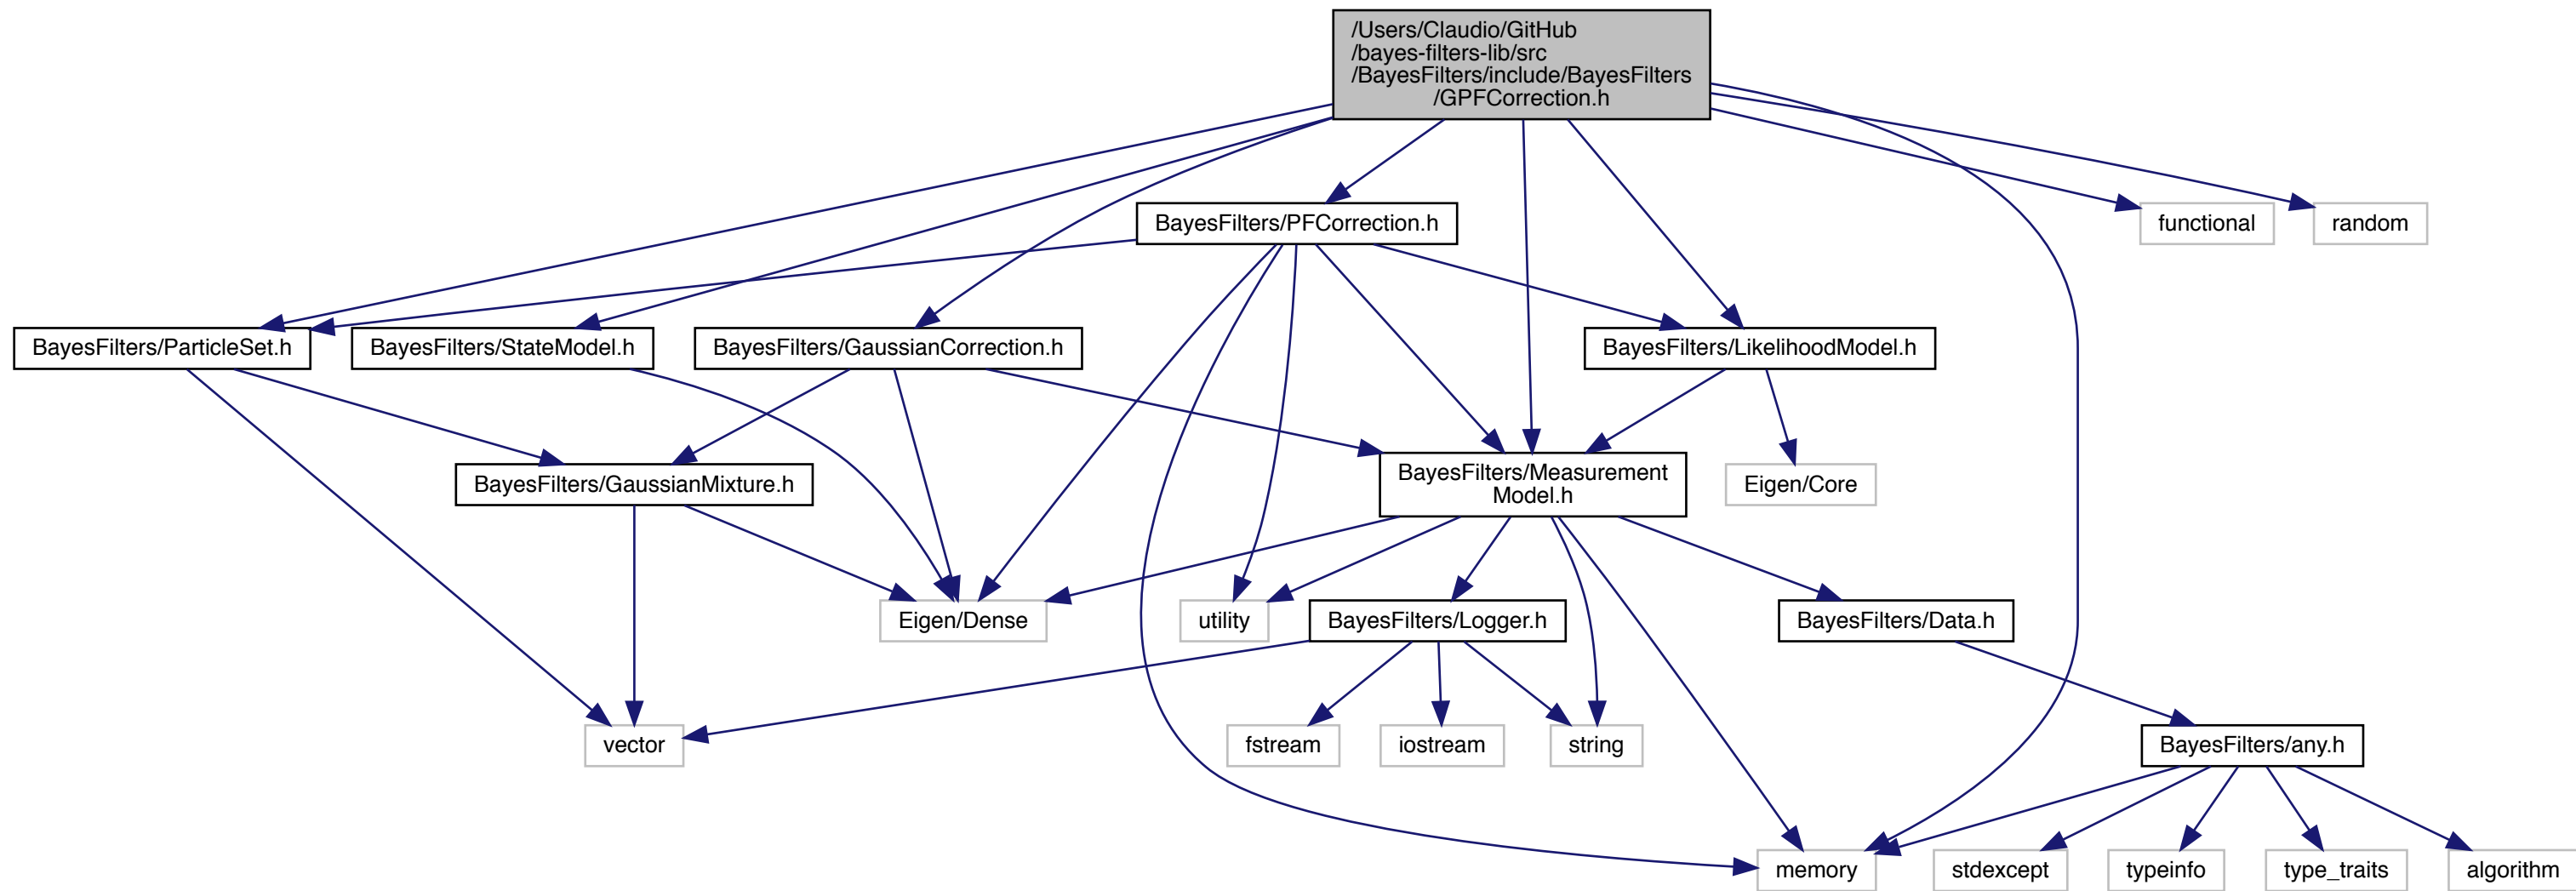 /Users/Claudio/GitHub
/bayes-filters-lib/src
/BayesFilters/include/BayesFilters
/GPFCorrection.h
BayesFilters/PFCorrection.h
functional
random
BayesFilters/ParticleSet.h
BayesFilters/StateModel.h
BayesFilters/GaussianCorrection.h
BayesFilters/LikelihoodModel.h
BayesFilters/GaussianMixture.h
BayesFilters/Measurement
Model.h
Eigen/Core
Eigen/Dense
utility
BayesFilters/Logger.h
BayesFilters/Data.h
vector
fstream
iostream
string
BayesFilters/any.h
memory
stdexcept
typeinfo
type_traits
algorithm